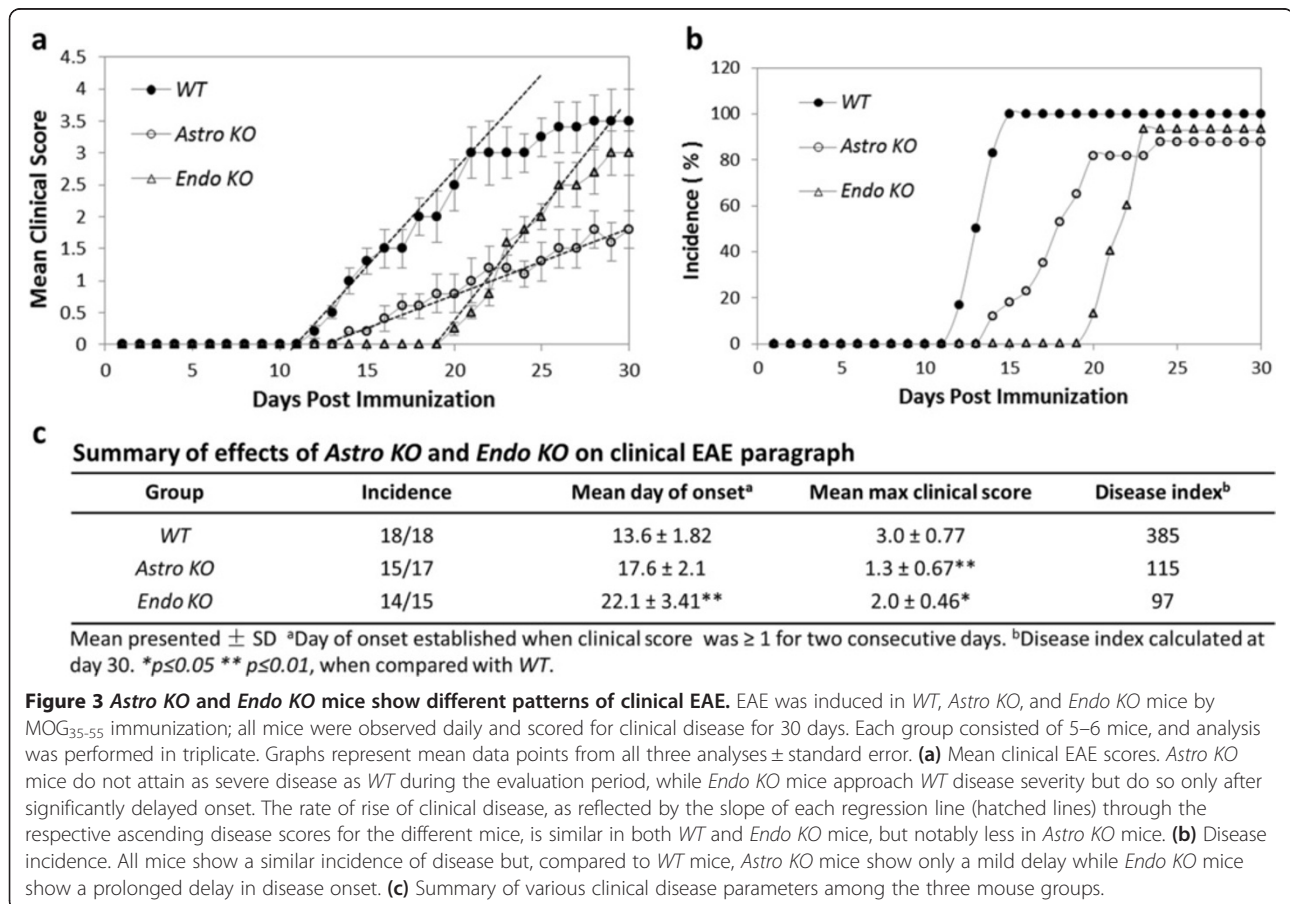 a
4.5
4
3.5
3
2.5
2
1.5
1
0.5
0
Mean Clinical Score
WT
Astro KO
Endo KO
0 5 10 15 20 25 30
Days Post Immunization
b
120
100
80
60
40
20
0
Incidence ( % )
WT
Astro KO
Endo KO
0 5 10 15 20 25 30
Days Post Immunization
c
Summary of effects of Astro KO and Endo KO on clinical EAE paragraph
Group Incidence Mean day of onsetᵃ Mean max clinical score Disease indexᵇ
WT 18/18 13.6 ± 1.82 3.0 ± 0.77 385
Astro KO 15/17 17.6 ± 2.1 1.3 ± 0.67** 115
Endo KO 14/15 22.1 ± 3.41** 2.0 ± 0.46* 97
Mean presented ± SD ᵃDay of onset established when clinical score was ≥ 1 for two consecutive days. ᵇDisease index calculated at
day 30. *p≤0.05 ** p≤0.01, when compared with WT.
Figure 3 Astro KO and Endo KO mice show different patterns of clinical EAE. EAE was induced in WT, Astro KO, and Endo KO mice by
MOG₃₅₋₅₅ immunization; all mice were observed daily and scored for clinical disease for 30 days. Each group consisted of 5–6 mice, and analysis
was performed in triplicate. Graphs represent mean data points from all three analyses ± standard error. (a) Mean clinical EAE scores. Astro KO
mice do not attain as severe disease as WT during the evaluation period, while Endo KO mice approach WT disease severity but do so only after
significantly delayed onset. The rate of rise of clinical disease, as reflected by the slope of each regression line (hatched lines) through the
respective ascending disease scores for the different mice, is similar in both WT and Endo KO mice, but notably less in Astro KO mice. (b) Disease
incidence. All mice show a similar incidence of disease but, compared to WT mice, Astro KO mice show only a mild delay while Endo KO mice
show a prolonged delay in disease onset. (c) Summary of various clinical disease parameters among the three mouse groups.